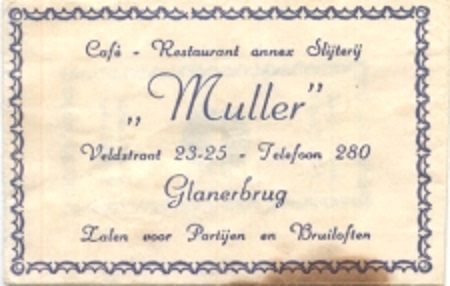 Café - Restaurant annex Slijterij
„Muller”
Veldstraat 23-25 - Telefoon 280
Glanerbrug
Zalen voor Partijen en Bruiloften